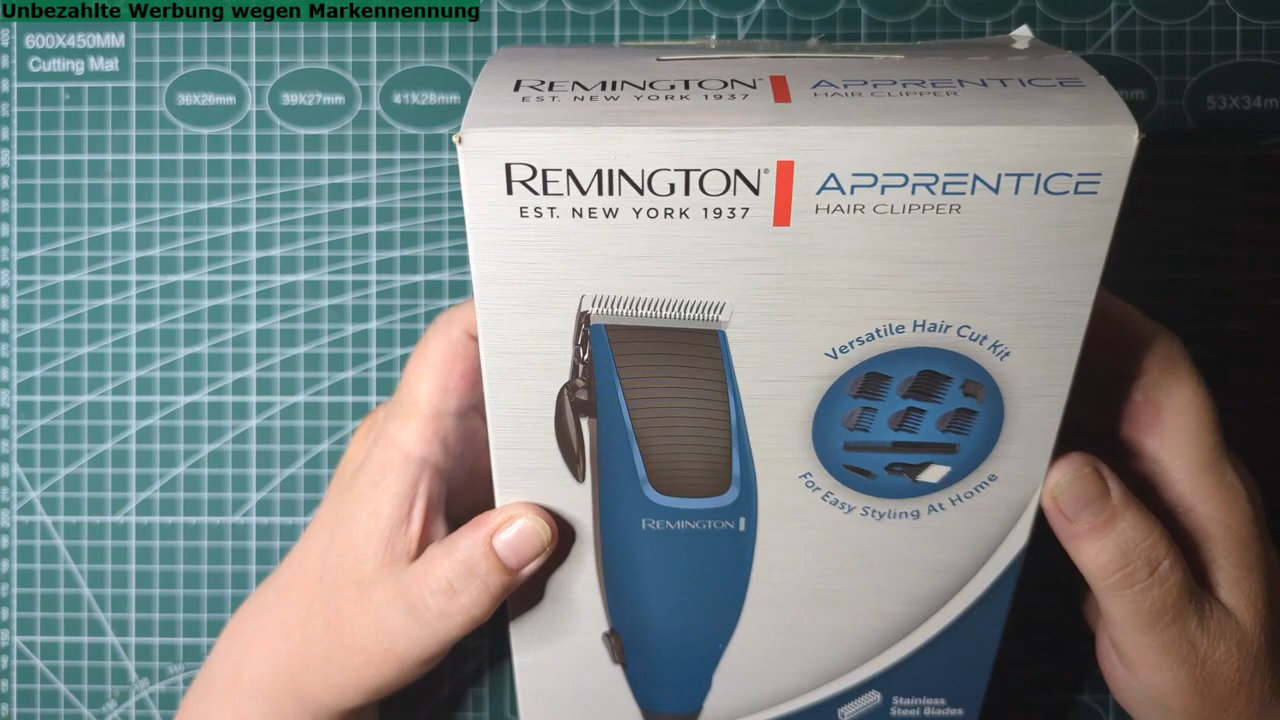 Unbezahlte Werbung wegen Markennennung
600X450MM
Cutting Mat
36X26mm
39X27mm
41X28mm
53X34m
REMINGTON® APPRENTICE
EST. NEW YORK 1937 HAIR CLIPPER
REMINGTON® APPRENTICE
EST. NEW YORK 1937 HAIR CLIPPER
Versatile Hair Cut Kit
For Easy Styling At Home
REMINGTON
Stainless
Steel Blades